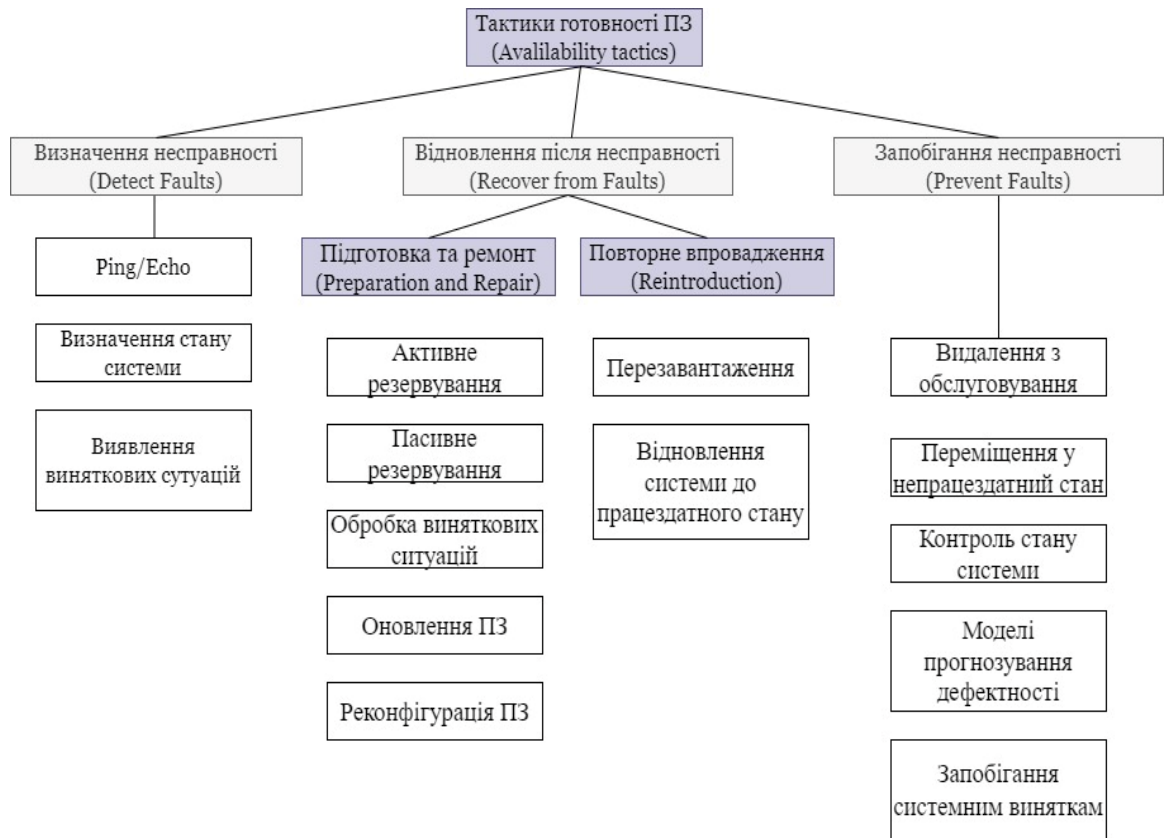 Тактики готовності ПЗ
(Avalilability tactics)
Визначення несправності
(Detect Faults)
Відновлення після несправності
(Recover from Faults)
Запобігання несправності
(Prevent Faults)
Ping/Echo
Визначення стану
системи
Виявлення
виняткових сутуацій
Підготовка та ремонт
(Preparation and Repair)
Активне
резервування
Пасивне
резервування
Обробка виняткових
ситуацій
Оновлення ПЗ
Реконфігурація ПЗ
Повторне впровадження
(Reintroduction)
Перезавантаження
Відновлення
системи до
працездатного стану
Видалення з
обслуговування
Переміщення у
непрацездатний стан
Контроль стану
системи
Моделі
прогнозування
дефектності
Запобігання
системним виняткам